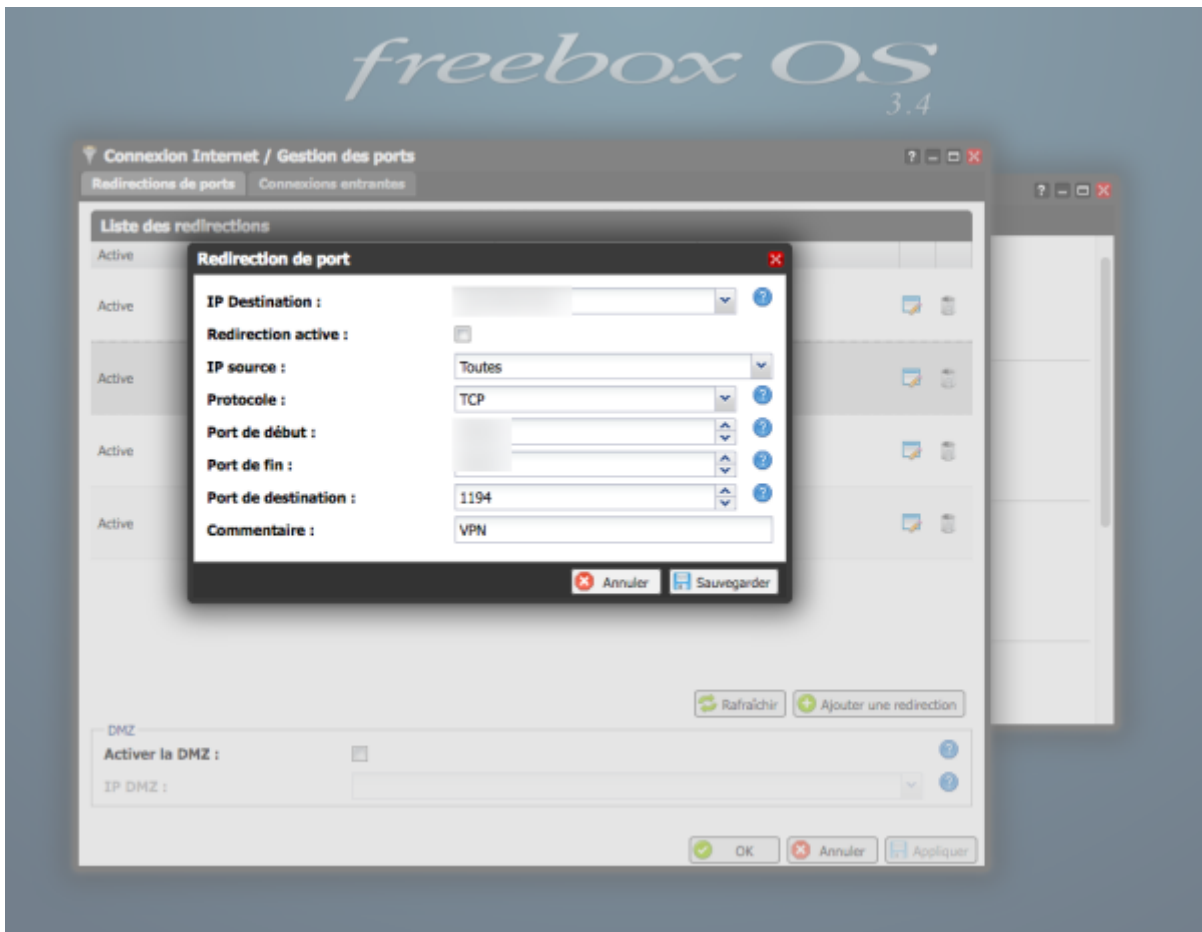 freebox OS
3.4
Connexion Internet / Gestion des ports
Redirections de ports Connexions entrantes
Liste des redirections
Active
Active
Active
Active
Active
Redirection de port
IP Destination :
Redirection active :
IP source : Toutes
Protocole : TCP
Port de début :
Port de fin :
Port de destination : 1194
Commentaire : VPN
Annuler Sauvegarder
Rafraîchir Ajouter une redirection
DMZ
Activer la DMZ :
IP DMZ :
OK Annuler Appliquer